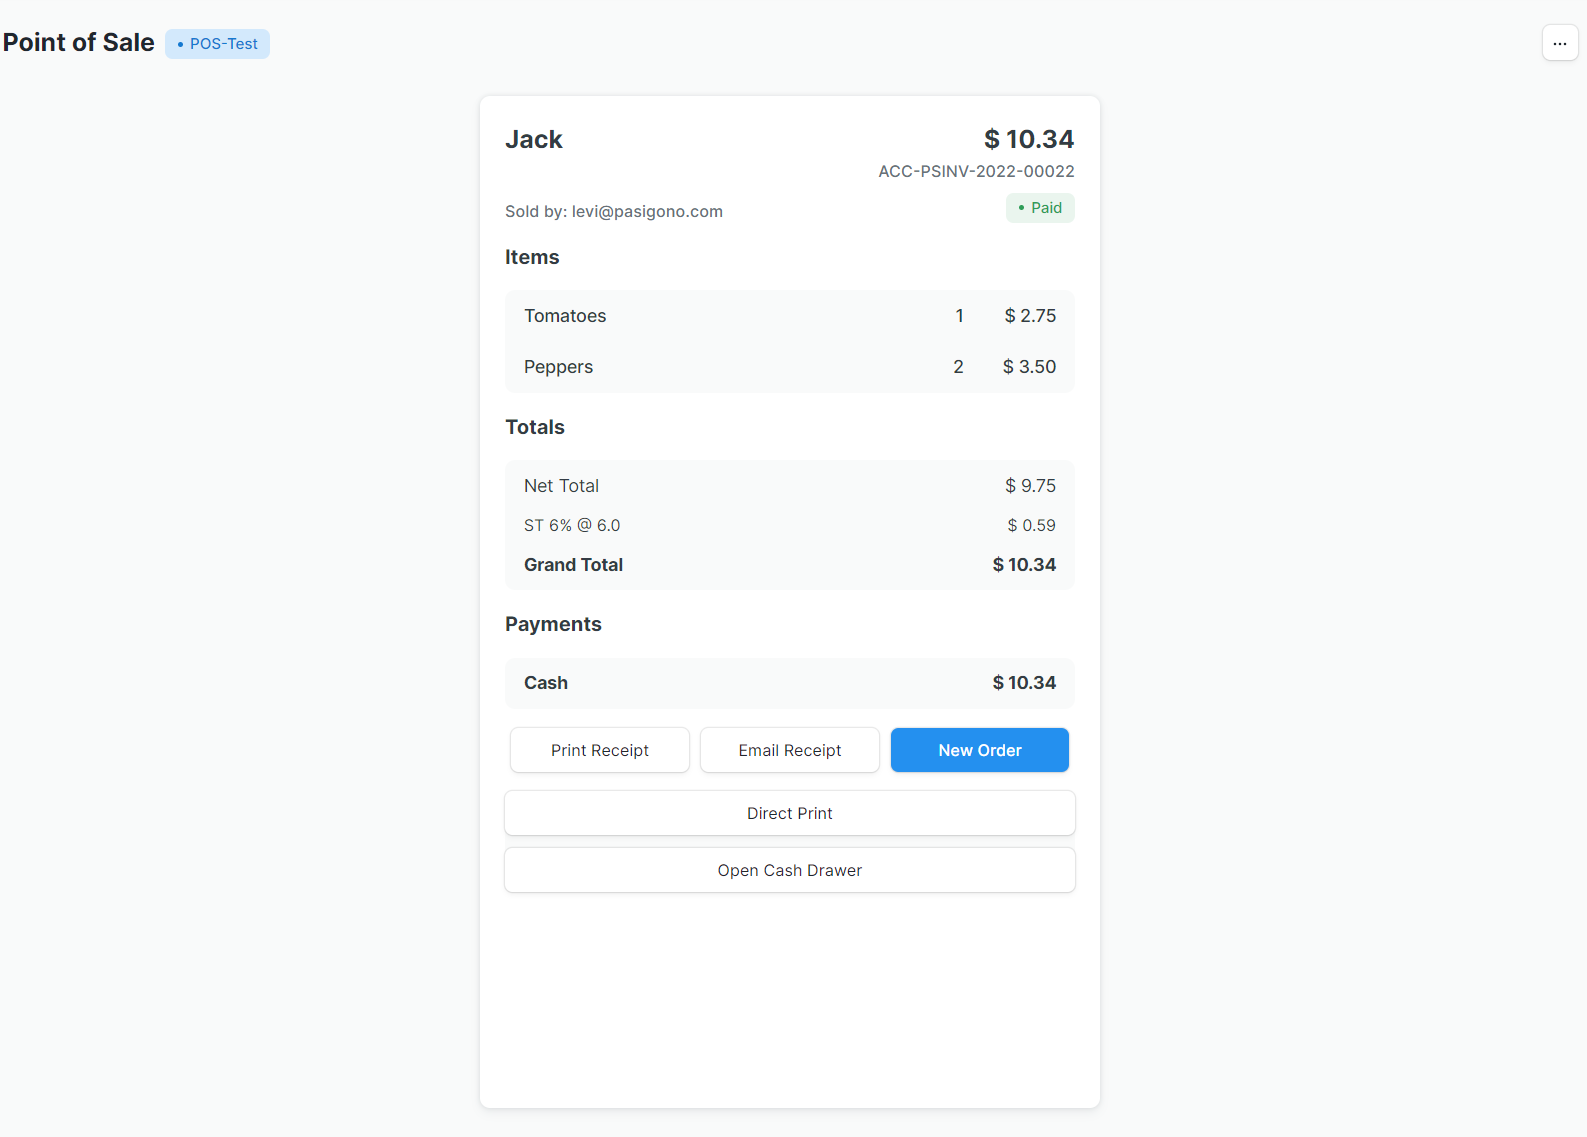 Point of Sale • POS-Test ...
Jack $ 10.34
ACC-PSINV-2022-00022
Sold by: levi@pasigono.com • Paid
Items
Tomatoes 1 $ 2.75
Peppers 2 $ 3.50
Totals
Net Total $ 9.75
ST 6% @ 6.0 $ 0.59
Grand Total $ 10.34
Payments
Cash $ 10.34
Print Receipt Email Receipt New Order
Direct Print
Open Cash Drawer